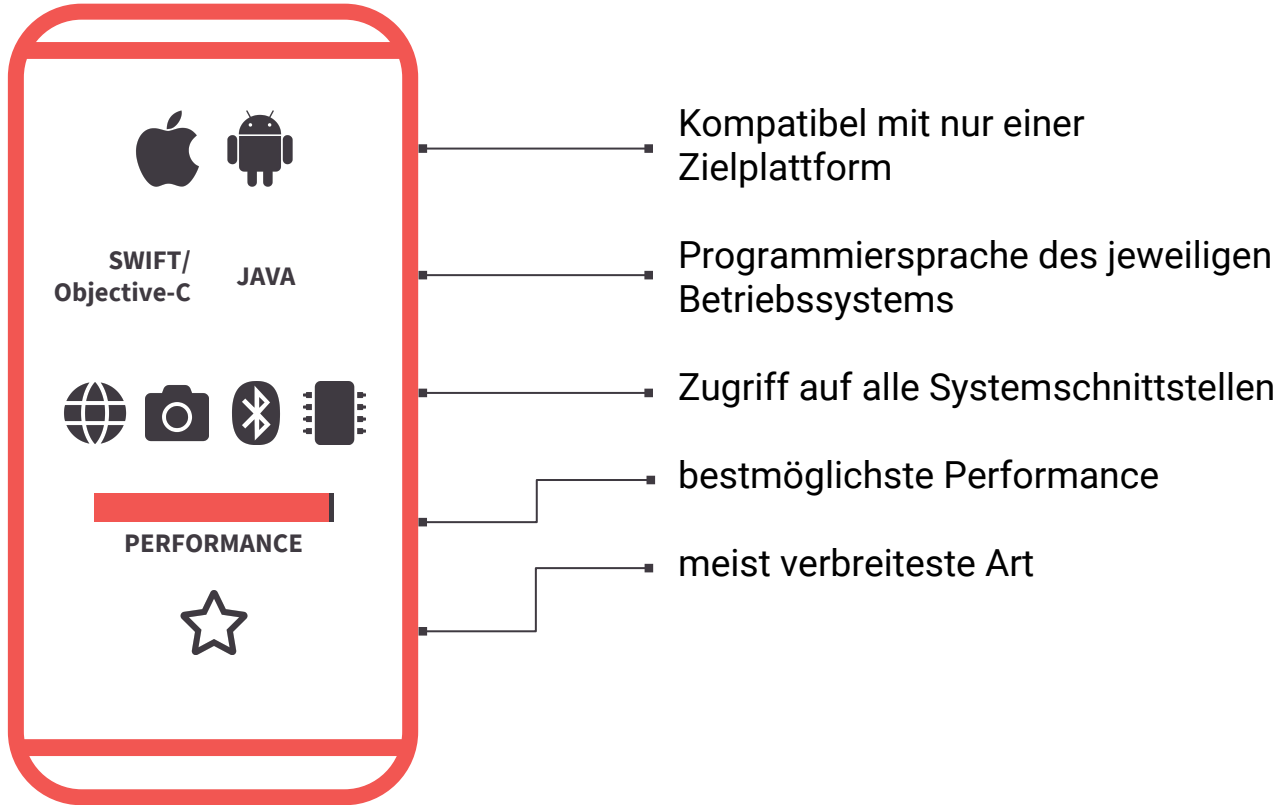 Kompatibel mit nur einer
Zielplattform
SWIFT/
Objective-C
JAVA
Programmiersprache des jeweiligen
Betriebssystems
Zugriff auf alle Systemschnittstellen
bestmöglichste Performance
PERFORMANCE
meist verbreiteste Art